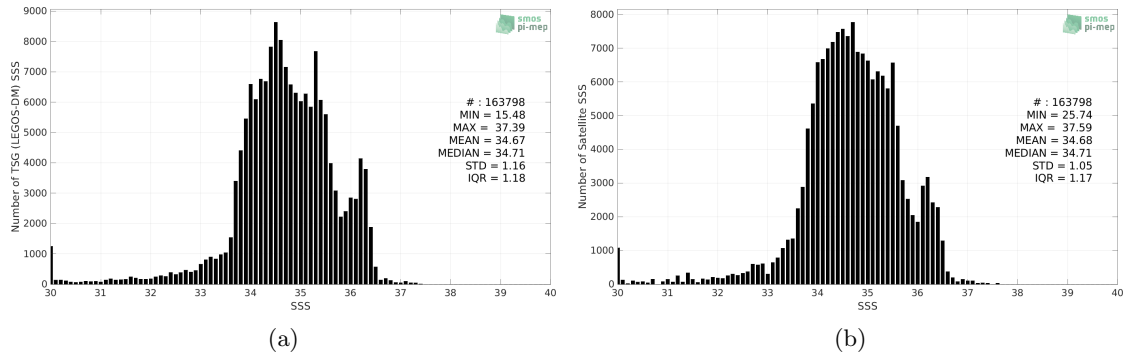 9000
8000
7000
6000
5000
4000
3000
2000
1000
0
Number of TSG (LEGOS-DM) SSS
smos
pi-mep
# : 163798
MIN = 15.48
MAX = 37.39
MEAN = 34.67
MEDIAN = 34.71
STD = 1.16
IQR = 1.18
30 31 32 33 34 35 36 37 38 39 40
SSS
(a)
8000
7000
6000
5000
4000
3000
2000
1000
0
Number of Satellite SSS
smos
pi-mep
# : 163798
MIN = 25.74
MAX = 37.59
MEAN = 34.68
MEDIAN = 34.71
STD = 1.05
IQR = 1.17
30 31 32 33 34 35 36 37 38 39 40
SSS
(b)